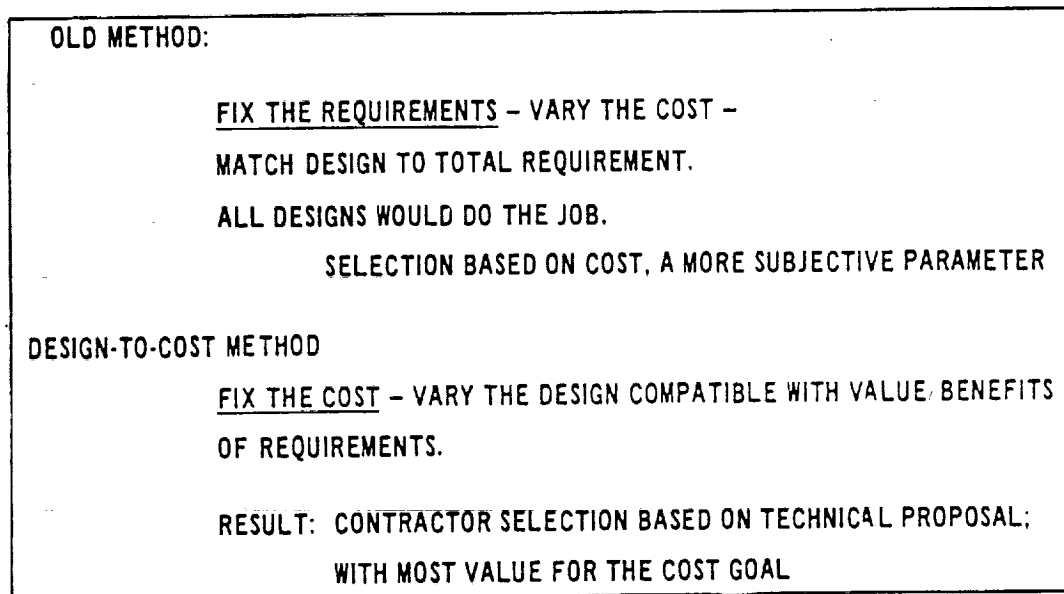 OLD METHOD:
FIX THE REQUIREMENTS – VARY THE COST –
MATCH DESIGN TO TOTAL REQUIREMENT.
ALL DESIGNS WOULD DO THE JOB.
SELECTION BASED ON COST, A MORE SUBJECTIVE PARAMETER
DESIGN-TO-COST METHOD
FIX THE COST – VARY THE DESIGN COMPATIBLE WITH VALUE/BENEFITS
OF REQUIREMENTS.
RESULT: CONTRACTOR SELECTION BASED ON TECHNICAL PROPOSAL;
WITH MOST VALUE FOR THE COST GOAL